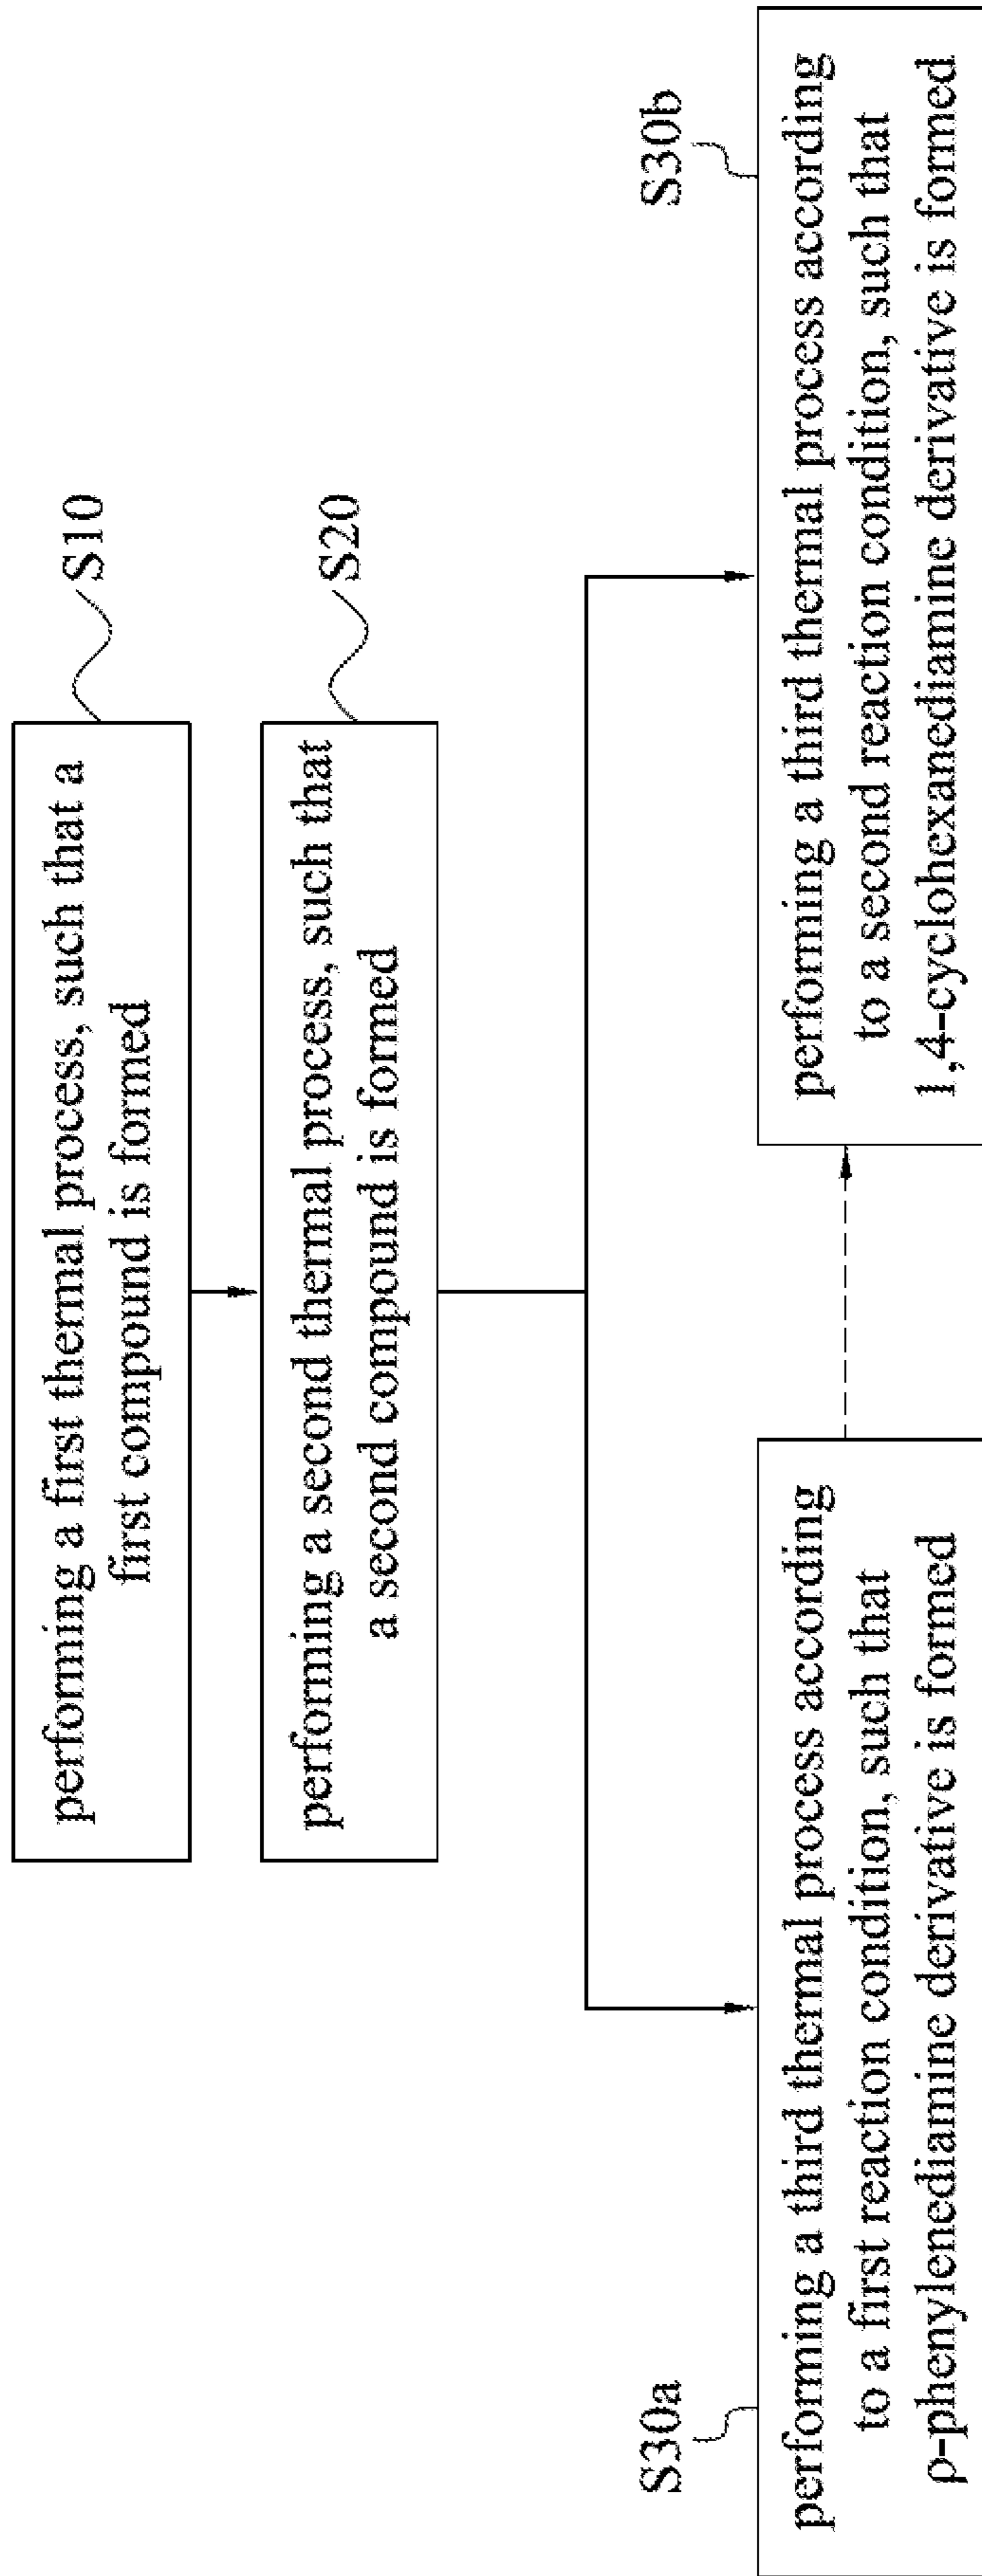 performing a first thermal process, such that a
first compound is formed
S10
performing a second thermal process, such that
a second compound is formed
S20
S30a
performing a third thermal process according
to a first reaction condition, such that
ρ-phenylenediamine derivative is formed
S30b
performing a third thermal process according
to a second reaction condition, such that
1,4-cyclohexanediamine derivative is formed